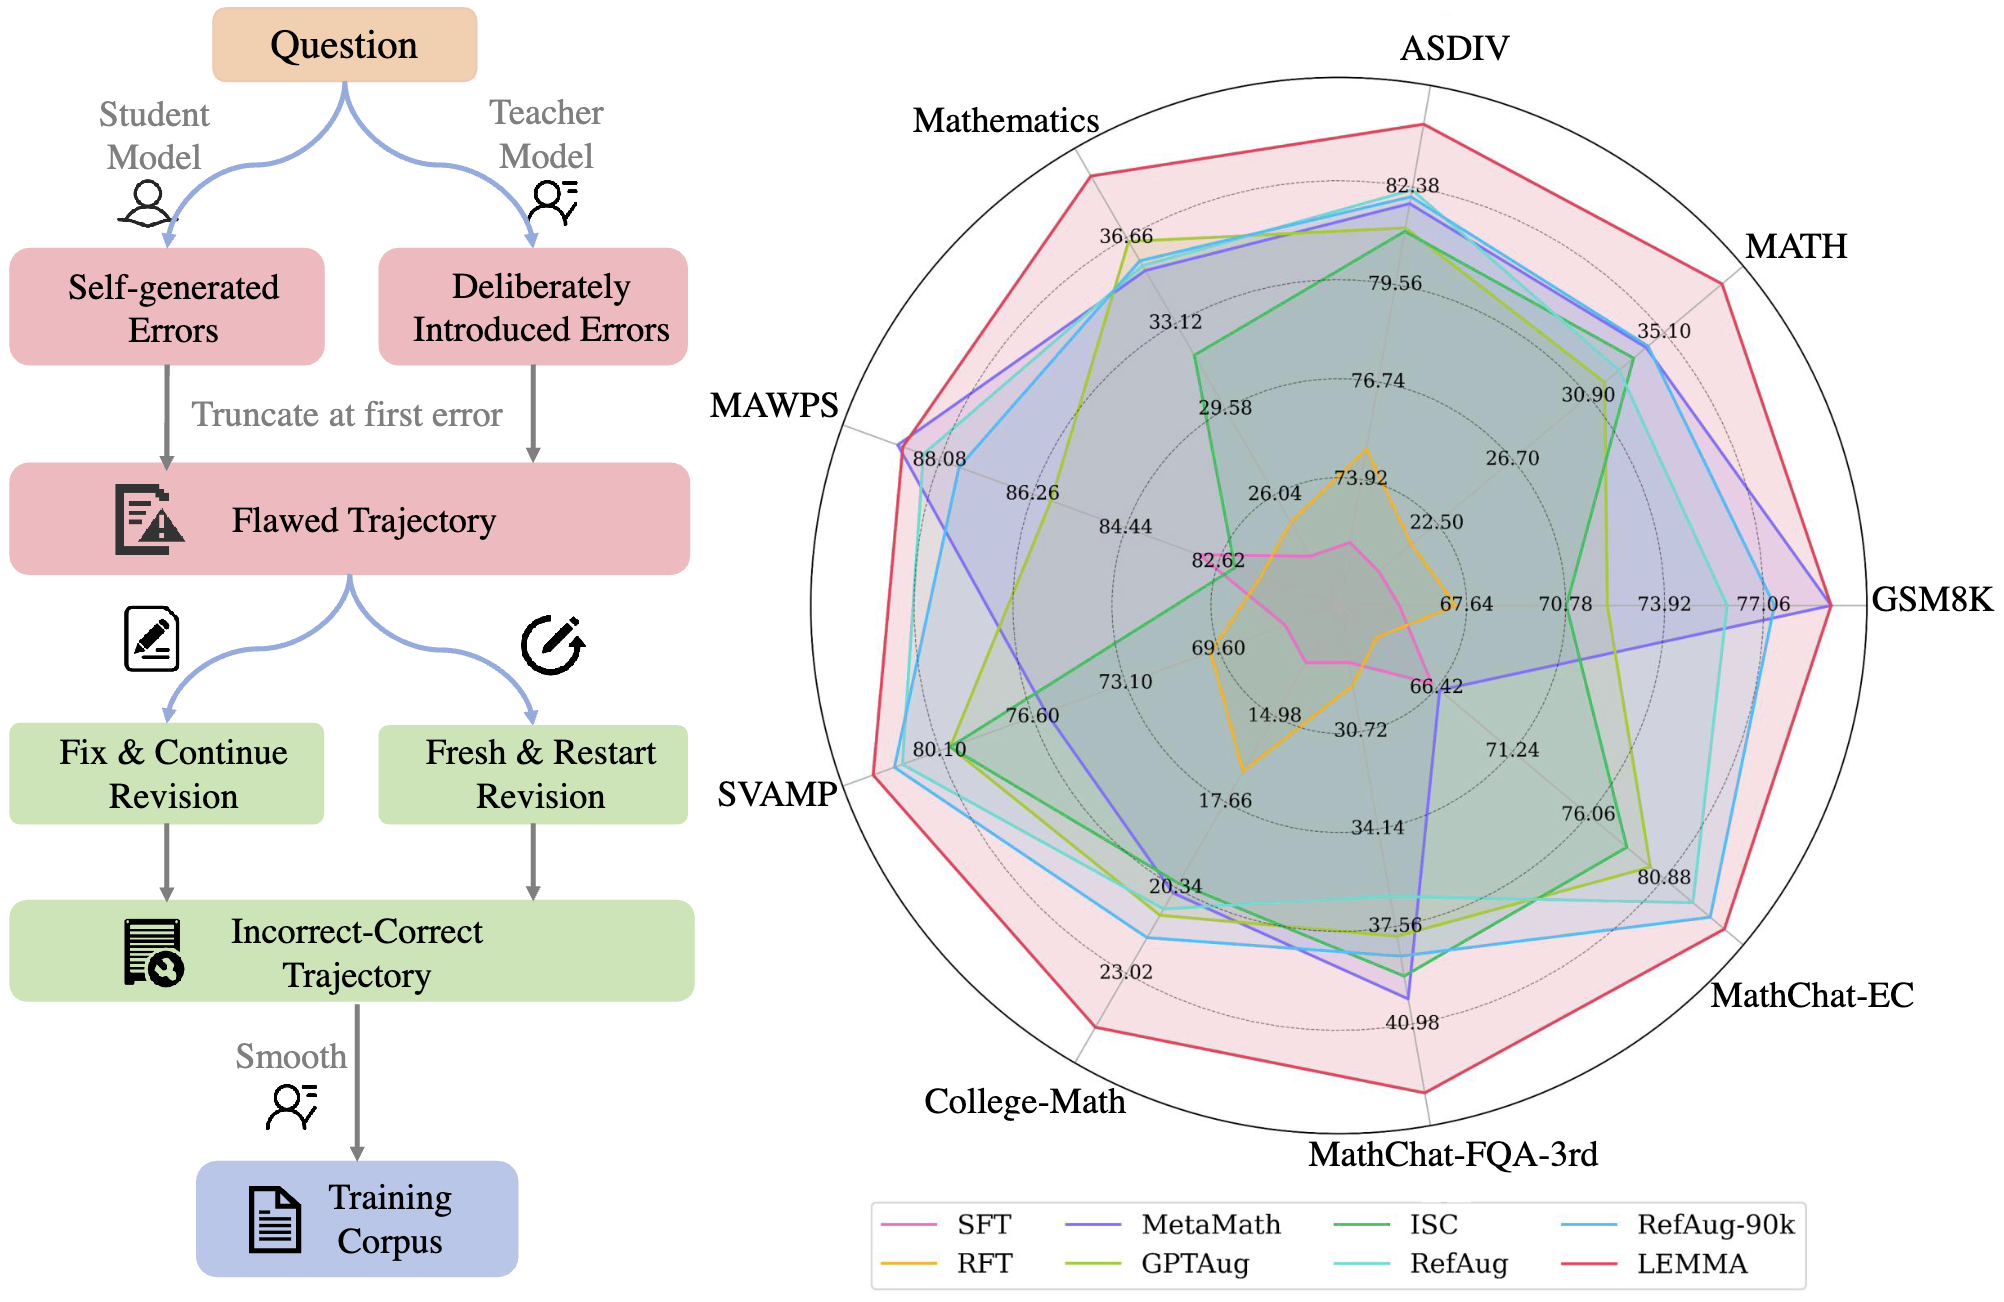 Question
Student
Model
Teacher
Model
Self-generated
Errors
Deliberately
Introduced Errors
Truncate at first error
Flawed Trajectory
Fix & Continue
Revision
Fresh & Restart
Revision
Incorrect-Correct
Trajectory
Smooth
Training
Corpus
ASDIV
Mathematics
MATH
MAWPS
GSM8K
SVAMP
MathChat-EC
College-Math
MathChat-FQA-3rd
82.38
79.56
76.74
73.92
36.66
33.12
29.58
26.04
35.10
30.90
26.70
22.50
88.08
86.26
84.44
82.62
67.64
70.78
73.92
77.06
69.60
73.10
76.60
80.10
66.42
71.24
76.06
80.88
14.98
17.66
20.34
23.02
30.72
34.14
37.56
40.98
SFT
MetaMath
ISC
RefAug-90k
RFT
GPTAug
RefAug
LEMMA